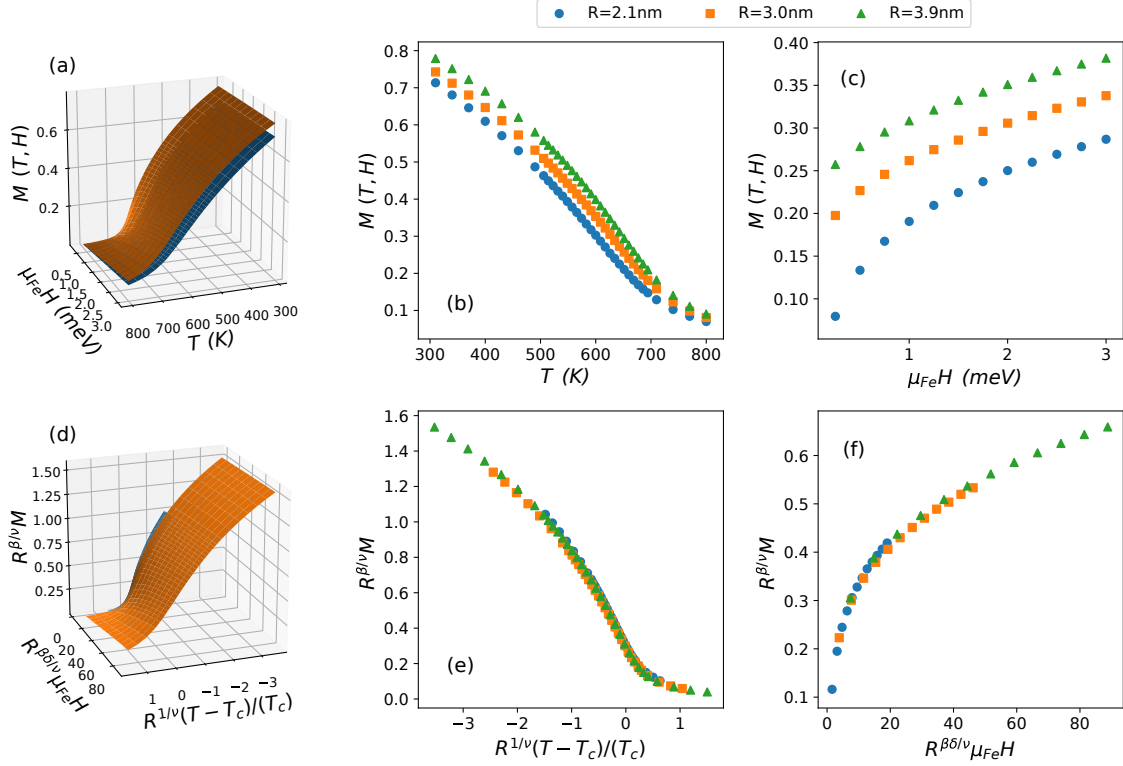 R=2.1nm R=3.0nm R=3.9nm
(a)
M (T, H)
0.6
0.4
0.2
0.5
1.0
1.5
2.0
2.5
3.0
μFeH (meV)
800 700 600 500 400 300
T (K)
(b)
M (T, H)
0.8
0.7
0.6
0.5
0.4
0.3
0.2
0.1
300 400 500 600 700 800
T (K)
(c)
M (T, H)
0.40
0.35
0.30
0.25
0.20
0.15
0.10
1 2 3
μFeH (meV)
(d)
R^{β/ν}M
1.50
1.25
1.00
0.75
0.50
0.25
0
20
40
60
80
R^{βδ/ν}μFeH
1 0 −1 −2 −3
R^{1/ν}(T − Tc)/(Tc)
(e)
R^{β/ν}M
1.6
1.4
1.2
1.0
0.8
0.6
0.4
0.2
0.0
−3 −2 −1 0 1
R^{1/ν}(T − Tc)/(Tc)
(f)
R^{β/ν}M
0.6
0.5
0.4
0.3
0.2
0.1
0 20 40 60 80
R^{βδ/ν}μFeH